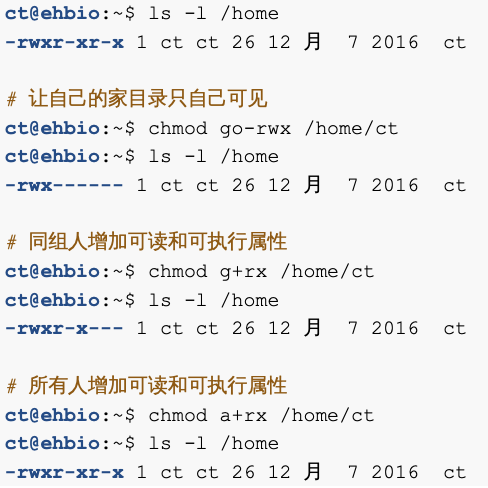 ct@ehbio:~$ ls -l /home
-rwxr-xr-x 1 ct ct 26 12 月  7 2016  ct
# 让自己的家目录只自己可见
ct@ehbio:~$ chmod go-rwx /home/ct
ct@ehbio:~$ ls -l /home
-rwx------ 1 ct ct 26 12 月  7 2016  ct
# 同组人增加可读和可执行属性
ct@ehbio:~$ chmod g+rx /home/ct
ct@ehbio:~$ ls -l /home
-rwxr-x--- 1 ct ct 26 12 月  7 2016  ct
# 所有人增加可读和可执行属性
ct@ehbio:~$ chmod a+rx /home/ct
ct@ehbio:~$ ls -l /home
-rwxr-xr-x 1 ct ct 26 12 月  7 2016  ct